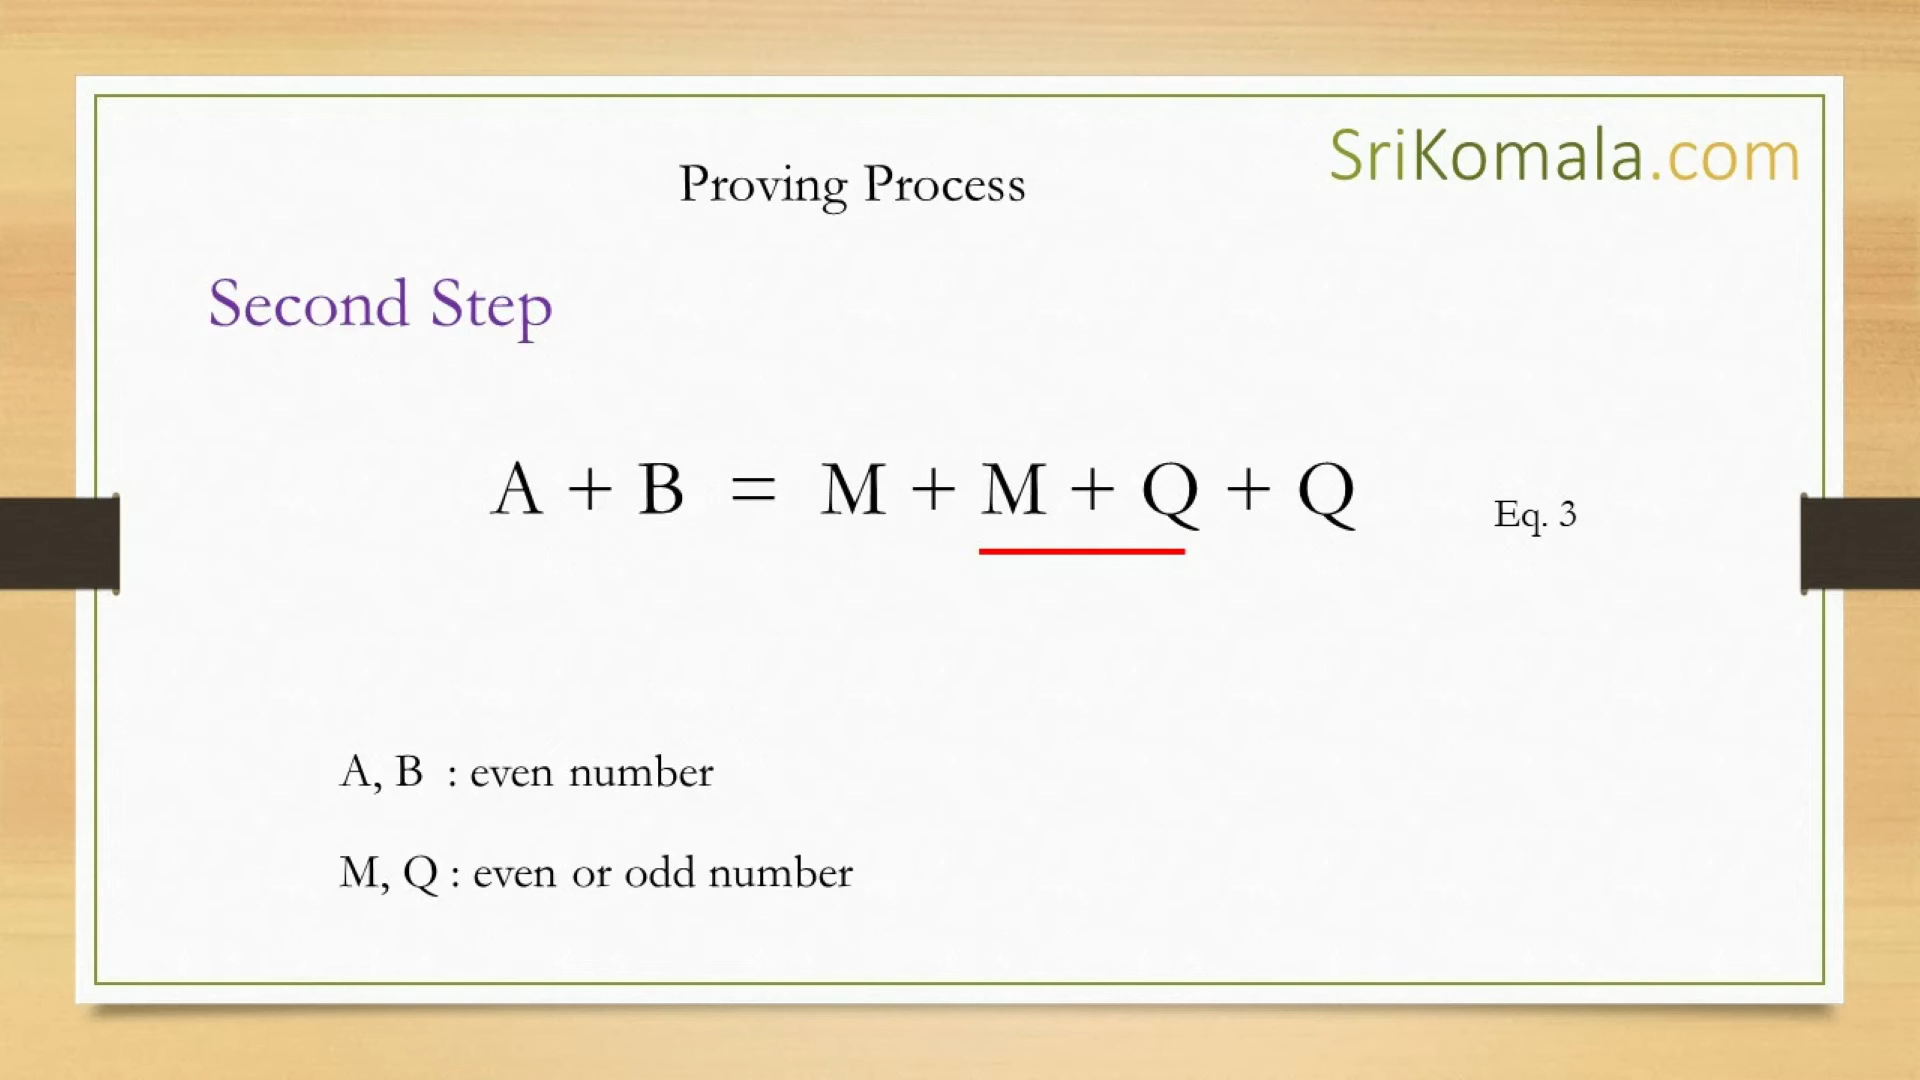 SriKomala.com
Proving Process
Second Step
A + B = M + M + Q + Q
Eq. 3
A, B : even number
M, Q : even or odd number